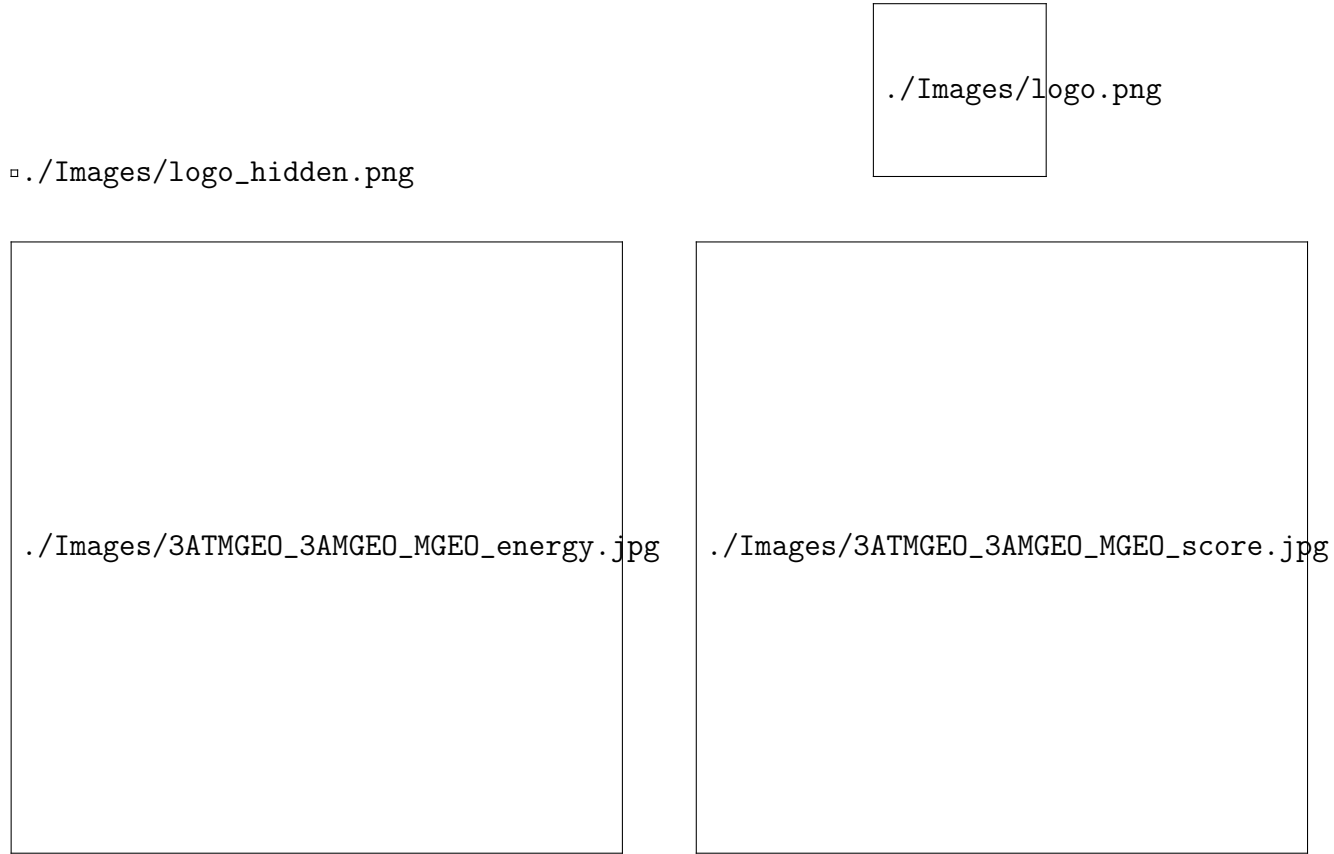 ./Images/logo.png
./Images/logo_hidden.png
./Images/3ATMGEO_3AMGEO_MGEO_energy.jpg
./Images/3ATMGEO_3AMGEO_MGEO_score.jpg